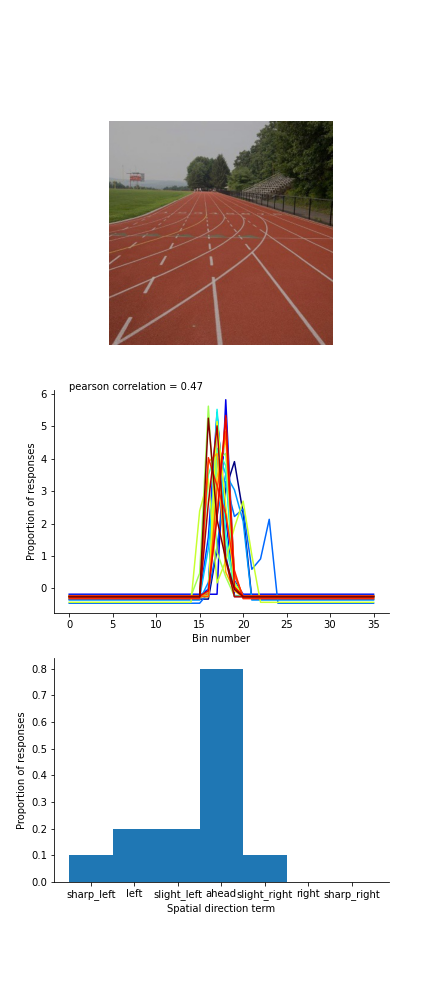 pearson correlation = 0.47
Proportion of responses
6
5
4
3
2
1
0
0 5 10 15 20 25 30 35
Bin number
Proportion of responses
0.8
0.7
0.6
0.5
0.4
0.3
0.2
0.1
0.0
sharp_left left slight_left ahead slight_right right sharp_right
Spatial direction term